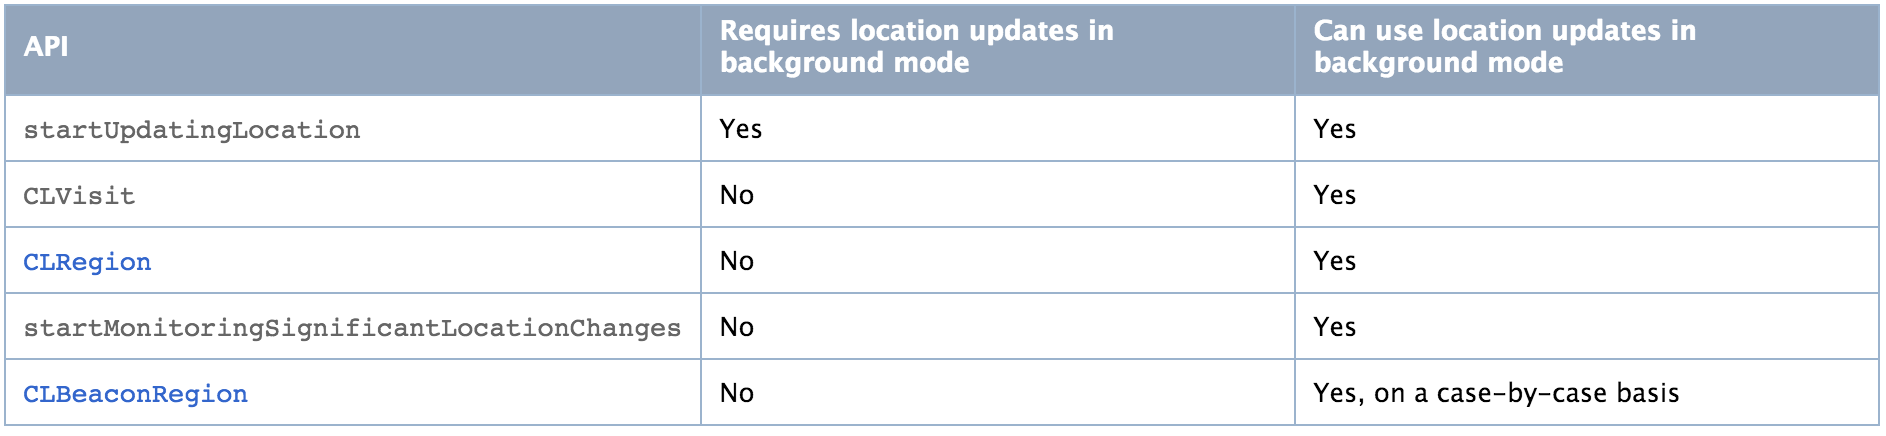 API
Requires location updates in
background mode
Can use location updates in
background mode
startUpdatingLocation
Yes
Yes
CLVisit
No
Yes
CLRegion
No
Yes
startMonitoringSignificantLocationChanges
No
Yes
CLBeaconRegion
No
Yes, on a case–by–case basis